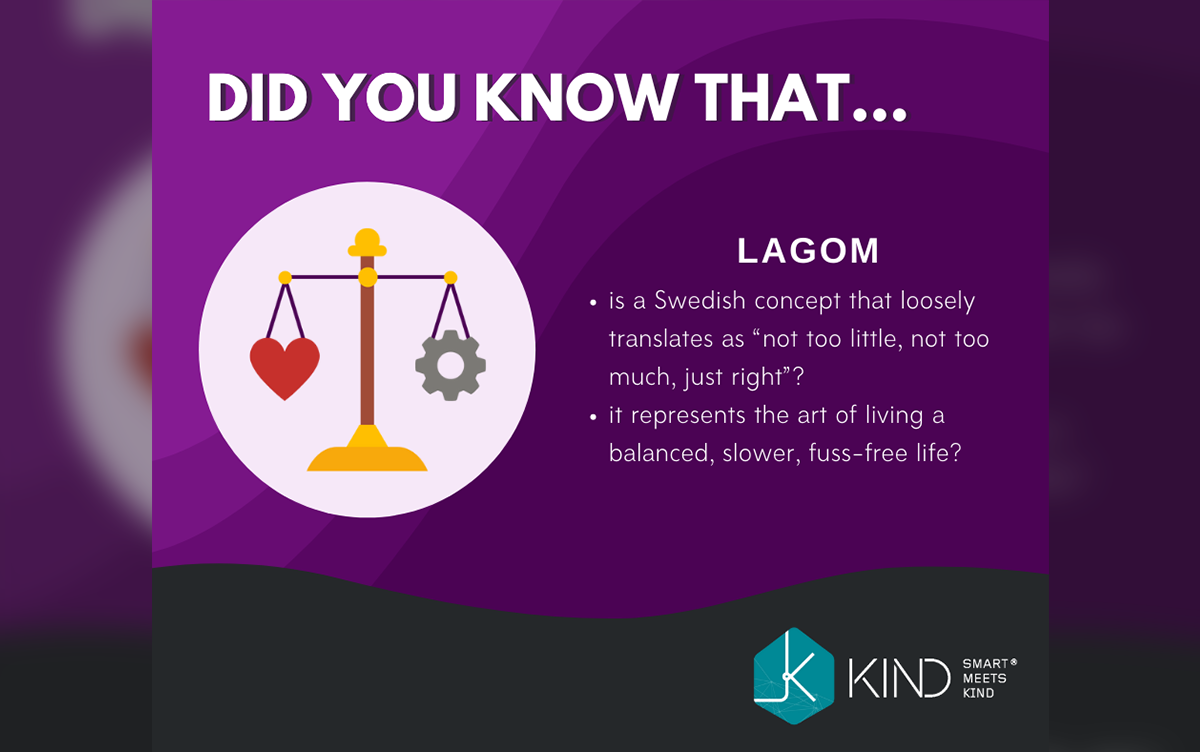 DID YOU KNOW THAT...
LAGOM
• is a Swedish concept that loosely
translates as “not too little, not too
much, just right”?
• it represents the art of living a
balanced, slower, fuss-free life?
K
KIND
SMART®
MEETS
KIND